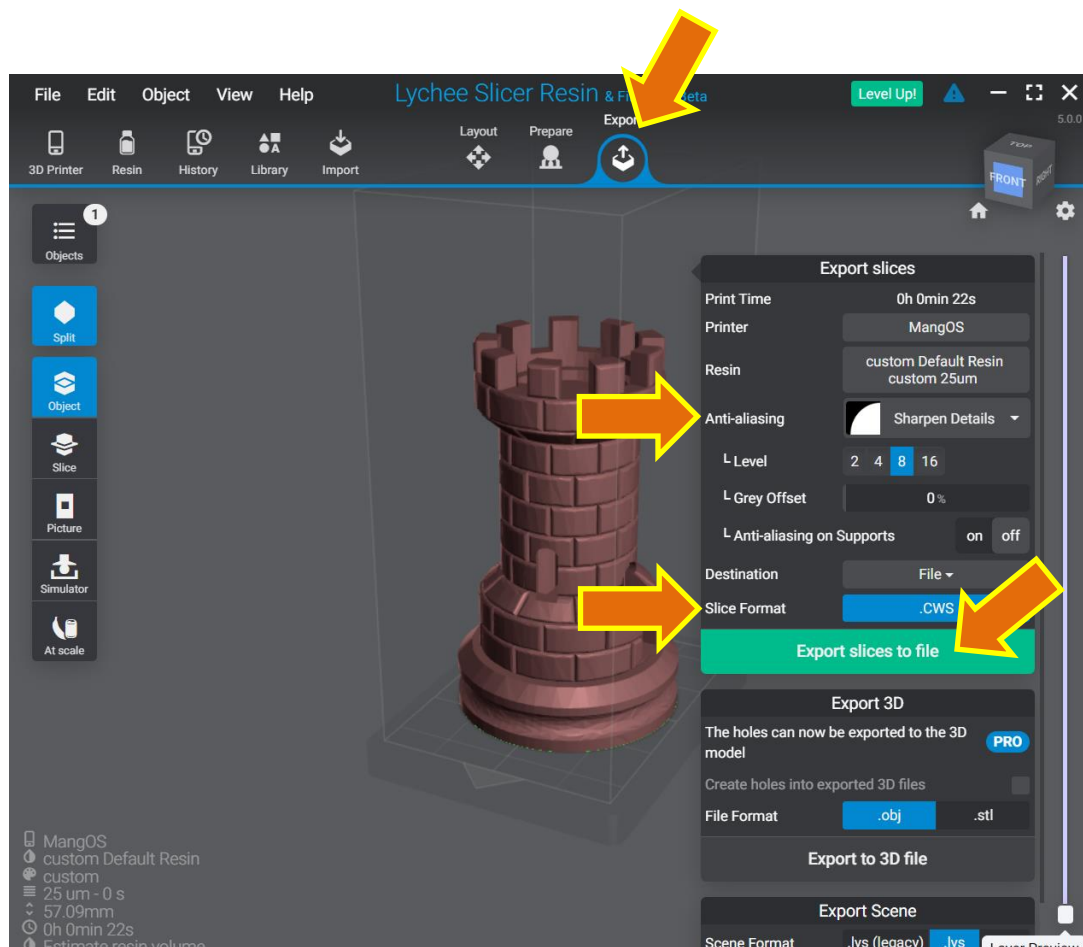 File Edit Object View Help
Lychee Slicer Resin &
Level Up!
5.0.0
3D Printer Resin History Library Import
Layout Prepare
TOP
FRONT
RIGHT
1
Objects
Split
Object
Slice
Picture
Simulator
At scale
Export slices
Print Time 0h 0min 22s
Printer MangOS
Resin custom Default Resin
custom 25um
Anti-aliasing Sharpen Details
Level 2 4 8 16
Grey Offset 0 %
Anti-aliasing on Supports on off
Destination File
Slice Format .CWS
Export slices to file
Export 3D
The holes can now be exported to the 3D
model
PRO
Create holes into exported 3D files
File Format .obj .stl
Export to 3D file
Export Scene
Scene Format .lys (legacy) .lys
Layer Preview
MangOS
custom Default Resin
custom
25 um - 0 s
57.09mm
0h 0min 22s
Estimate resin volume